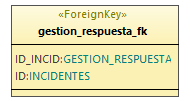 «ForeignKey»
gestion_respuesta_fk
ID_INCID:GESTION_RESPUESTA
ID:INCIDENTES